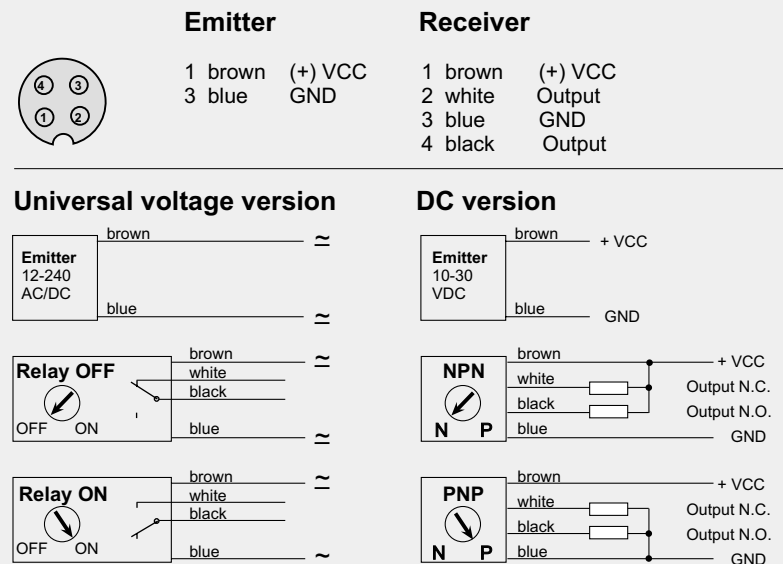 Emitter
1 brown (+) VCC
3 blue GND
Receiver
1 brown (+) VCC
2 white Output
3 blue GND
4 black Output
4 3
1 2
Universal voltage version
brown ≃
Emitter
12-240
AC/DC
blue ≃
Relay OFF
brown ≃
white
black
OFF ON
blue ≃
Relay ON
brown ≃
white
black
OFF ON
blue ~
DC version
brown + VCC
Emitter
10-30
VDC
blue GND
NPN
brown + VCC
white Output N.C.
black Output N.O.
N P
blue GND
PNP
brown + VCC
white Output N.C.
black Output N.O.
N P
blue GND